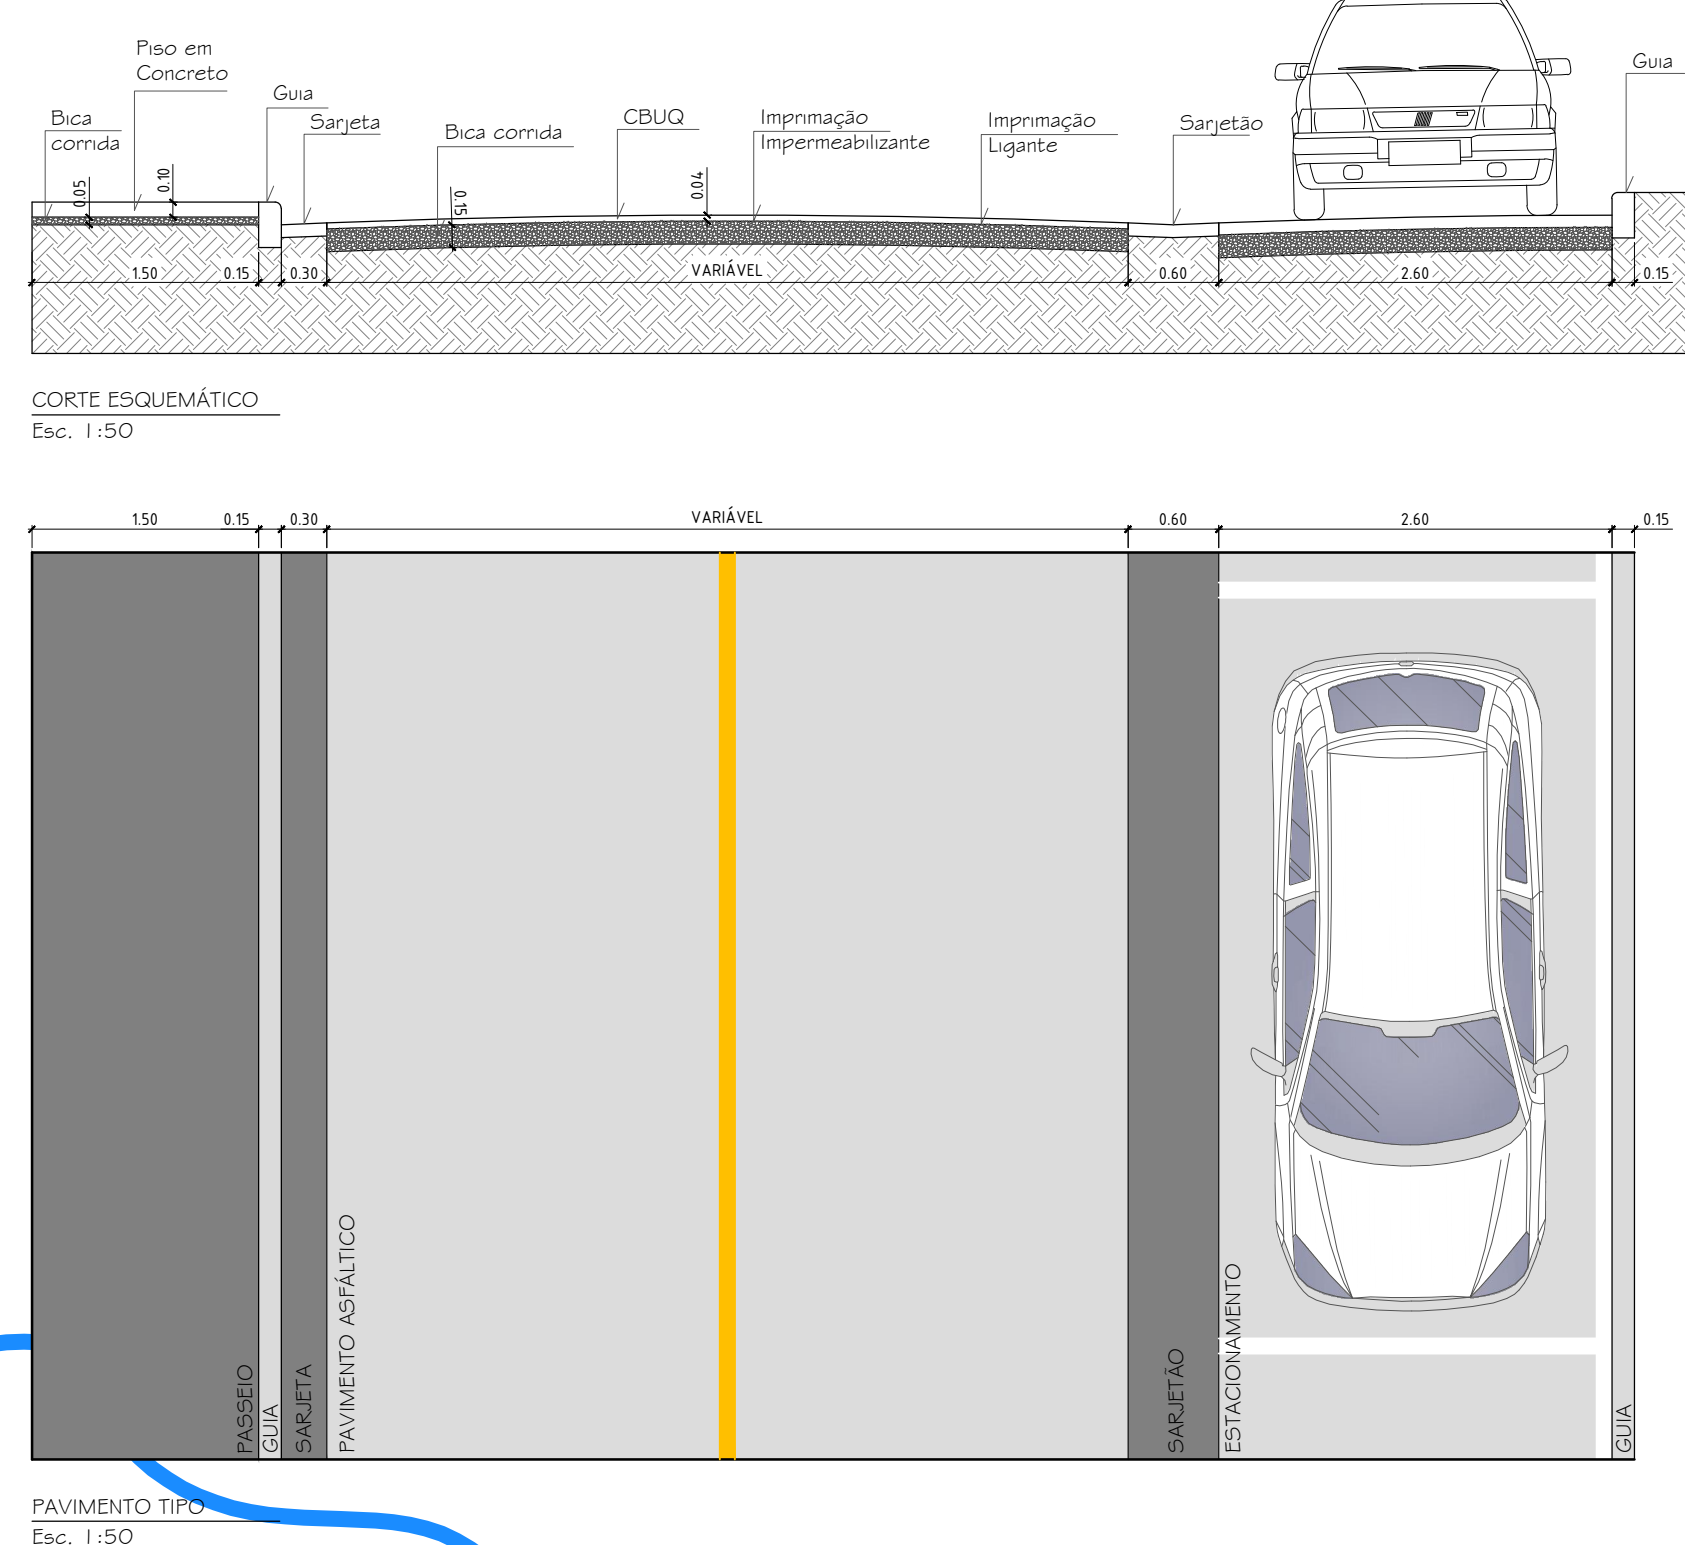 Piso em
Concreto
Guia
Bica
corrida
Guia
Sarjeta
Bica corrida
CBUQ
Imprimação
Impermeabilizante
Imprimação
Ligante
Sarjetão
0.05
0.10
0.15
0.04
1.50
0.15
0.30
VARIÁVEL
0.60
2.60
0.15
CORTE ESQUEMÁTICO
Esc. 1:50
1.50
0.15
0.30
VARIÁVEL
0.60
2.60
0.15
PASSEIO
GUIA
SARJETA
PAVIMENTO ASFÁLTICO
SARJETÃO
ESTACIONAMENTO
GUIA
PAVIMENTO TIPO
Esc. 1:50